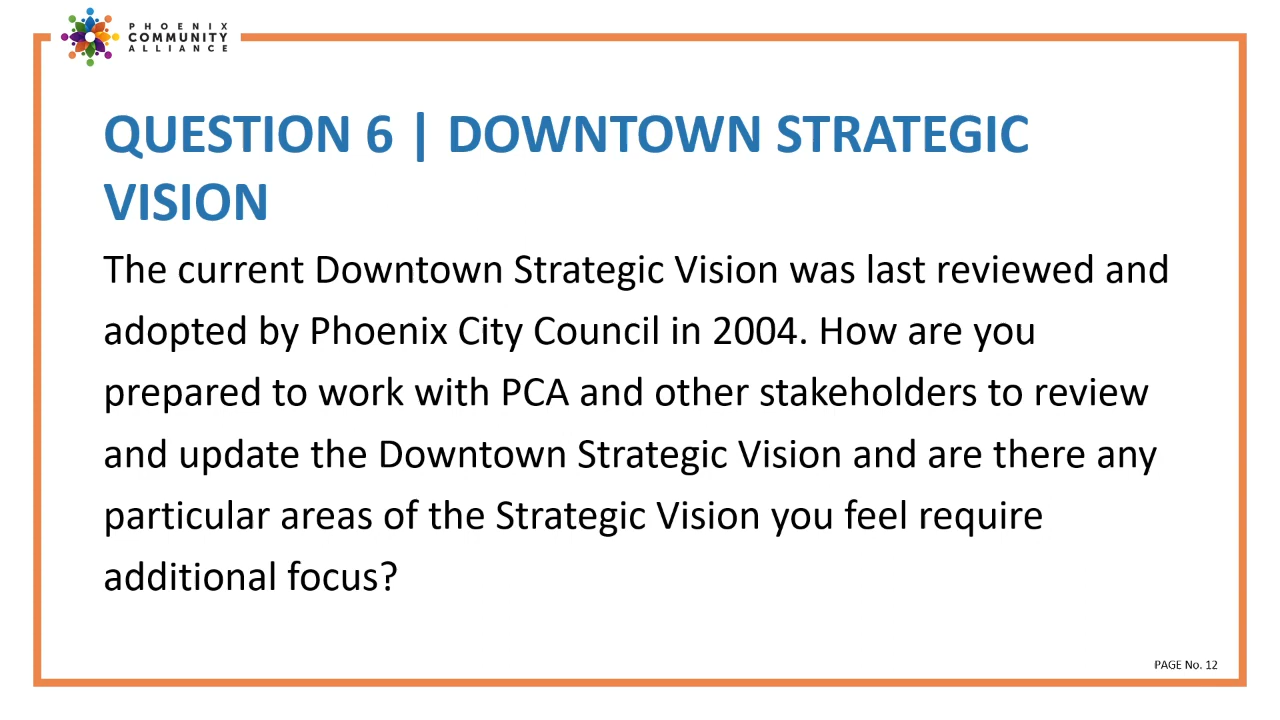 PHOENIX
COMMUNITY
ALLIANCE
QUESTION 6 | DOWNTOWN STRATEGIC
VISION
The current Downtown Strategic Vision was last reviewed and
adopted by Phoenix City Council in 2004. How are you
prepared to work with PCA and other stakeholders to review
and update the Downtown Strategic Vision and are there any
particular areas of the Strategic Vision you feel require
additional focus?
PAGE No. 12